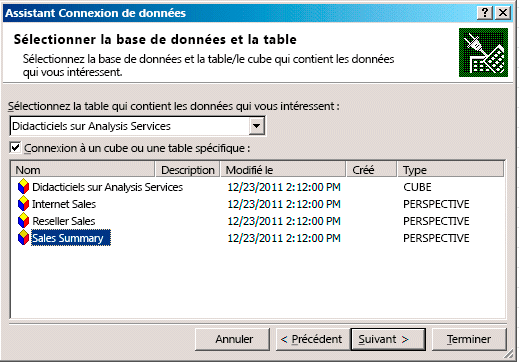 Assistant Connexion de données
Sélectionner la base de données et la table
Sélectionnez la base de données et la table/le cube qui contient les données
qui vous intéressent.
Sélectionnez la table qui contient les données qui vous intéressent :
Didacticiels sur Analysis Services
Connexion à un cube ou une table spécifique :
Nom Description Modifié le Créé Type
Didacticiels sur Analysis Services 12/23/2011 2:12:00 PM CUBE
Internet Sales 12/23/2011 2:12:00 PM PERSPECTIVE
Reseller Sales 12/23/2011 2:12:00 PM PERSPECTIVE
Sales Summary 12/23/2011 2:12:00 PM PERSPECTIVE
Annuler < Précédent Suivant > Terminer